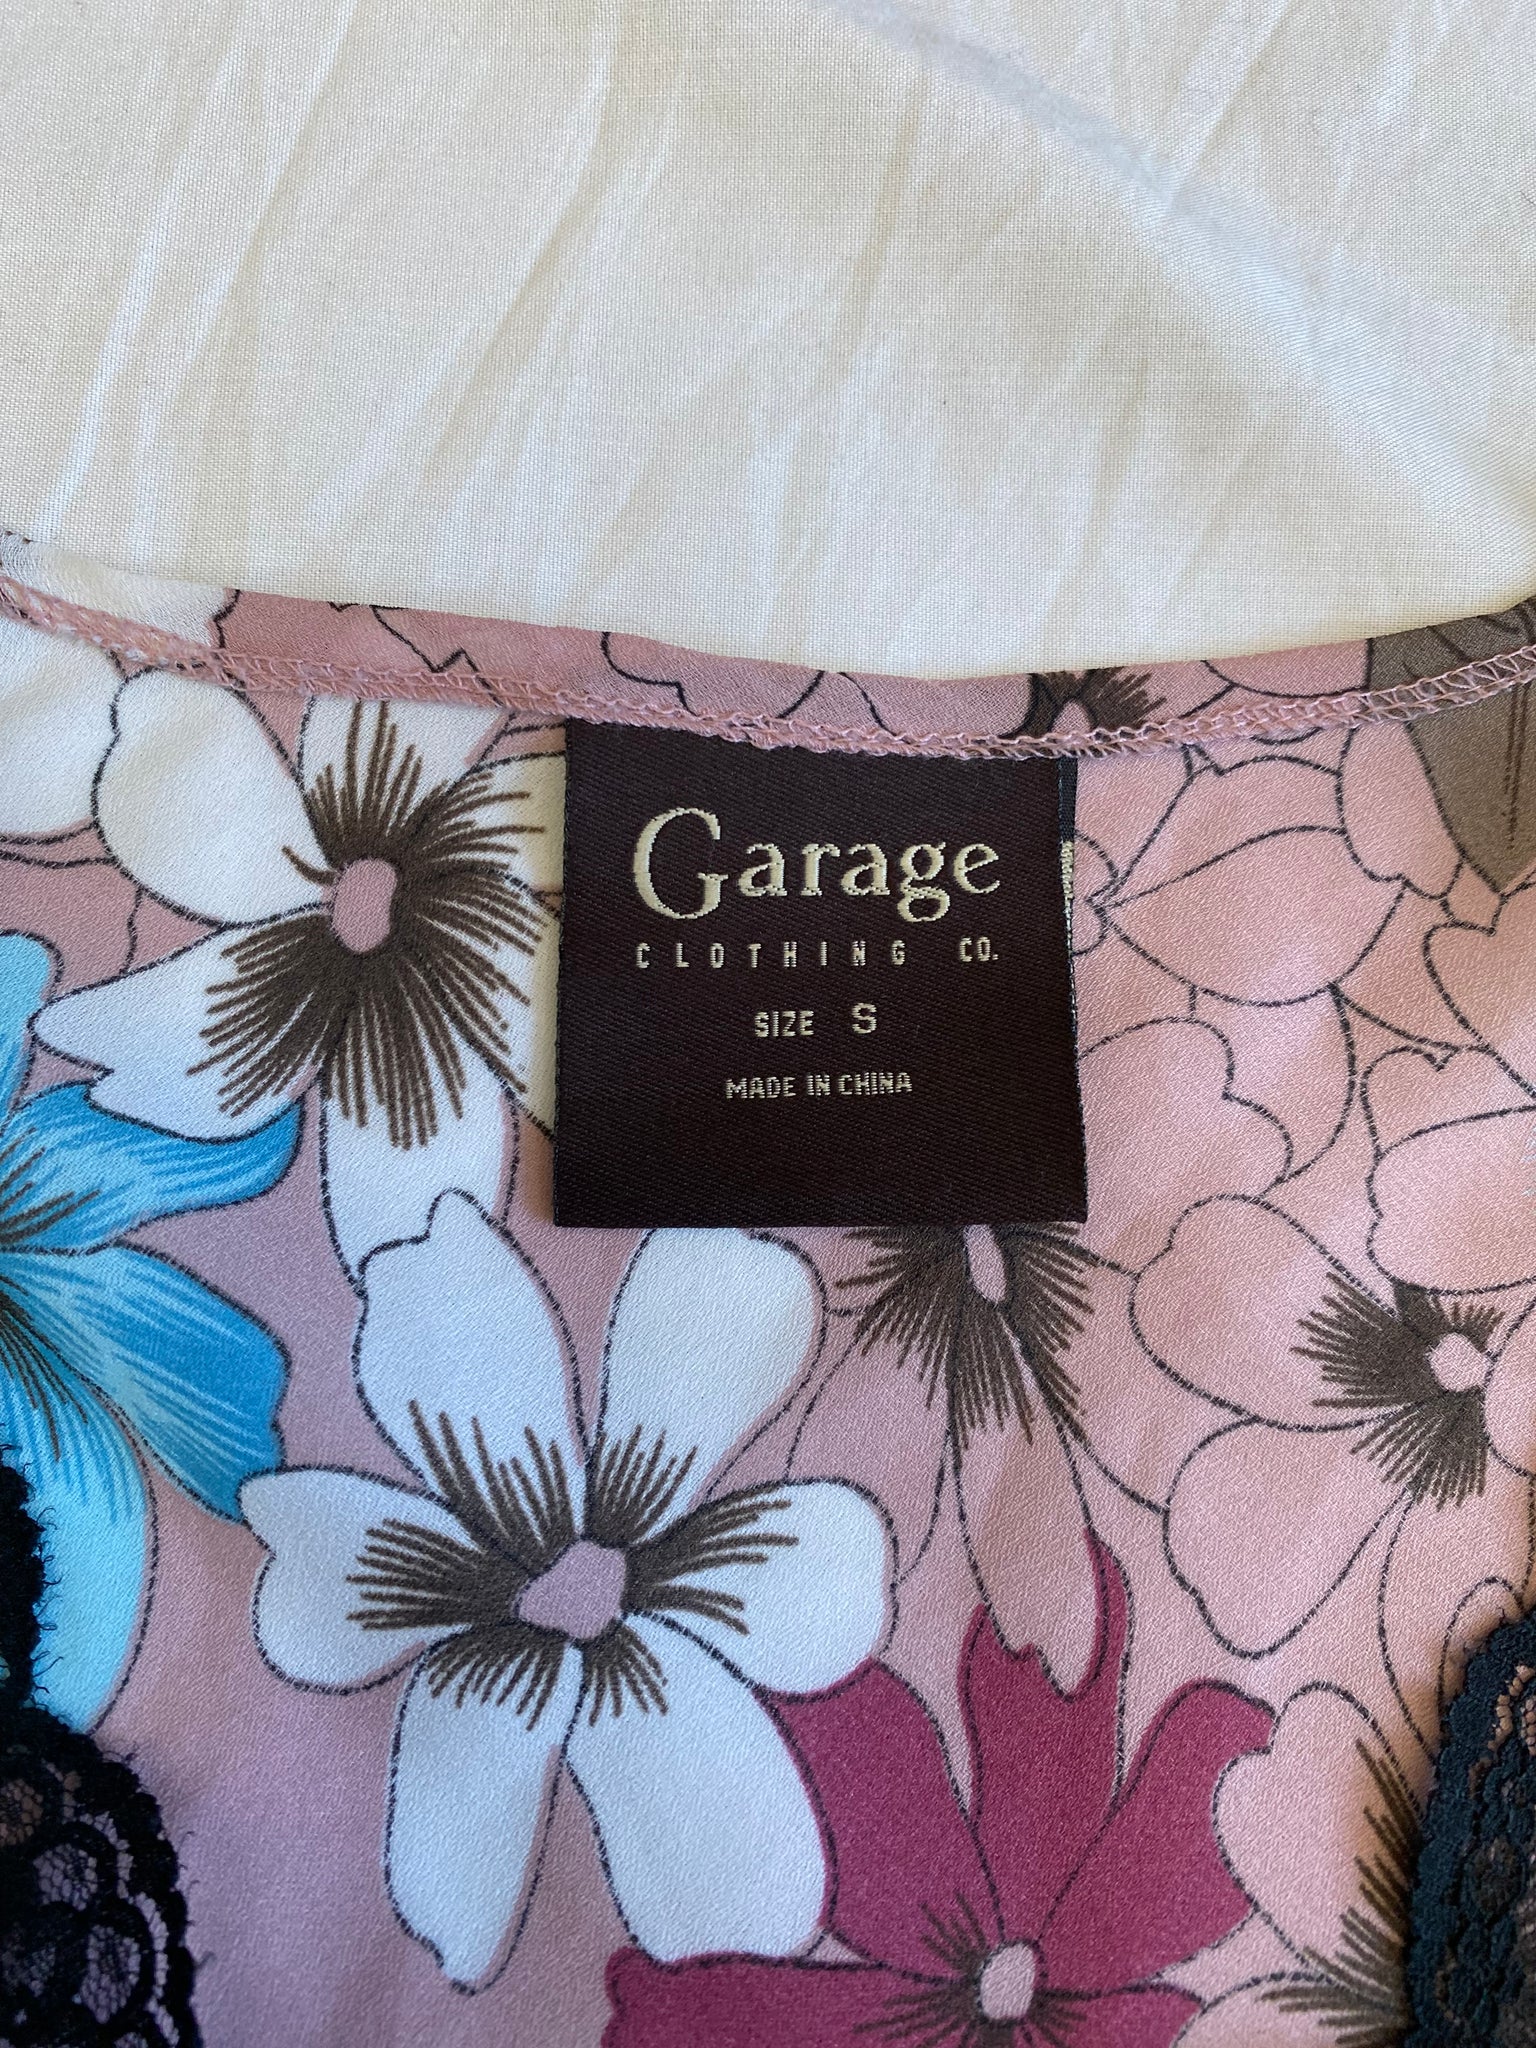 Garage
CLOTHING CO.
SIZE S
MADE IN CHINA